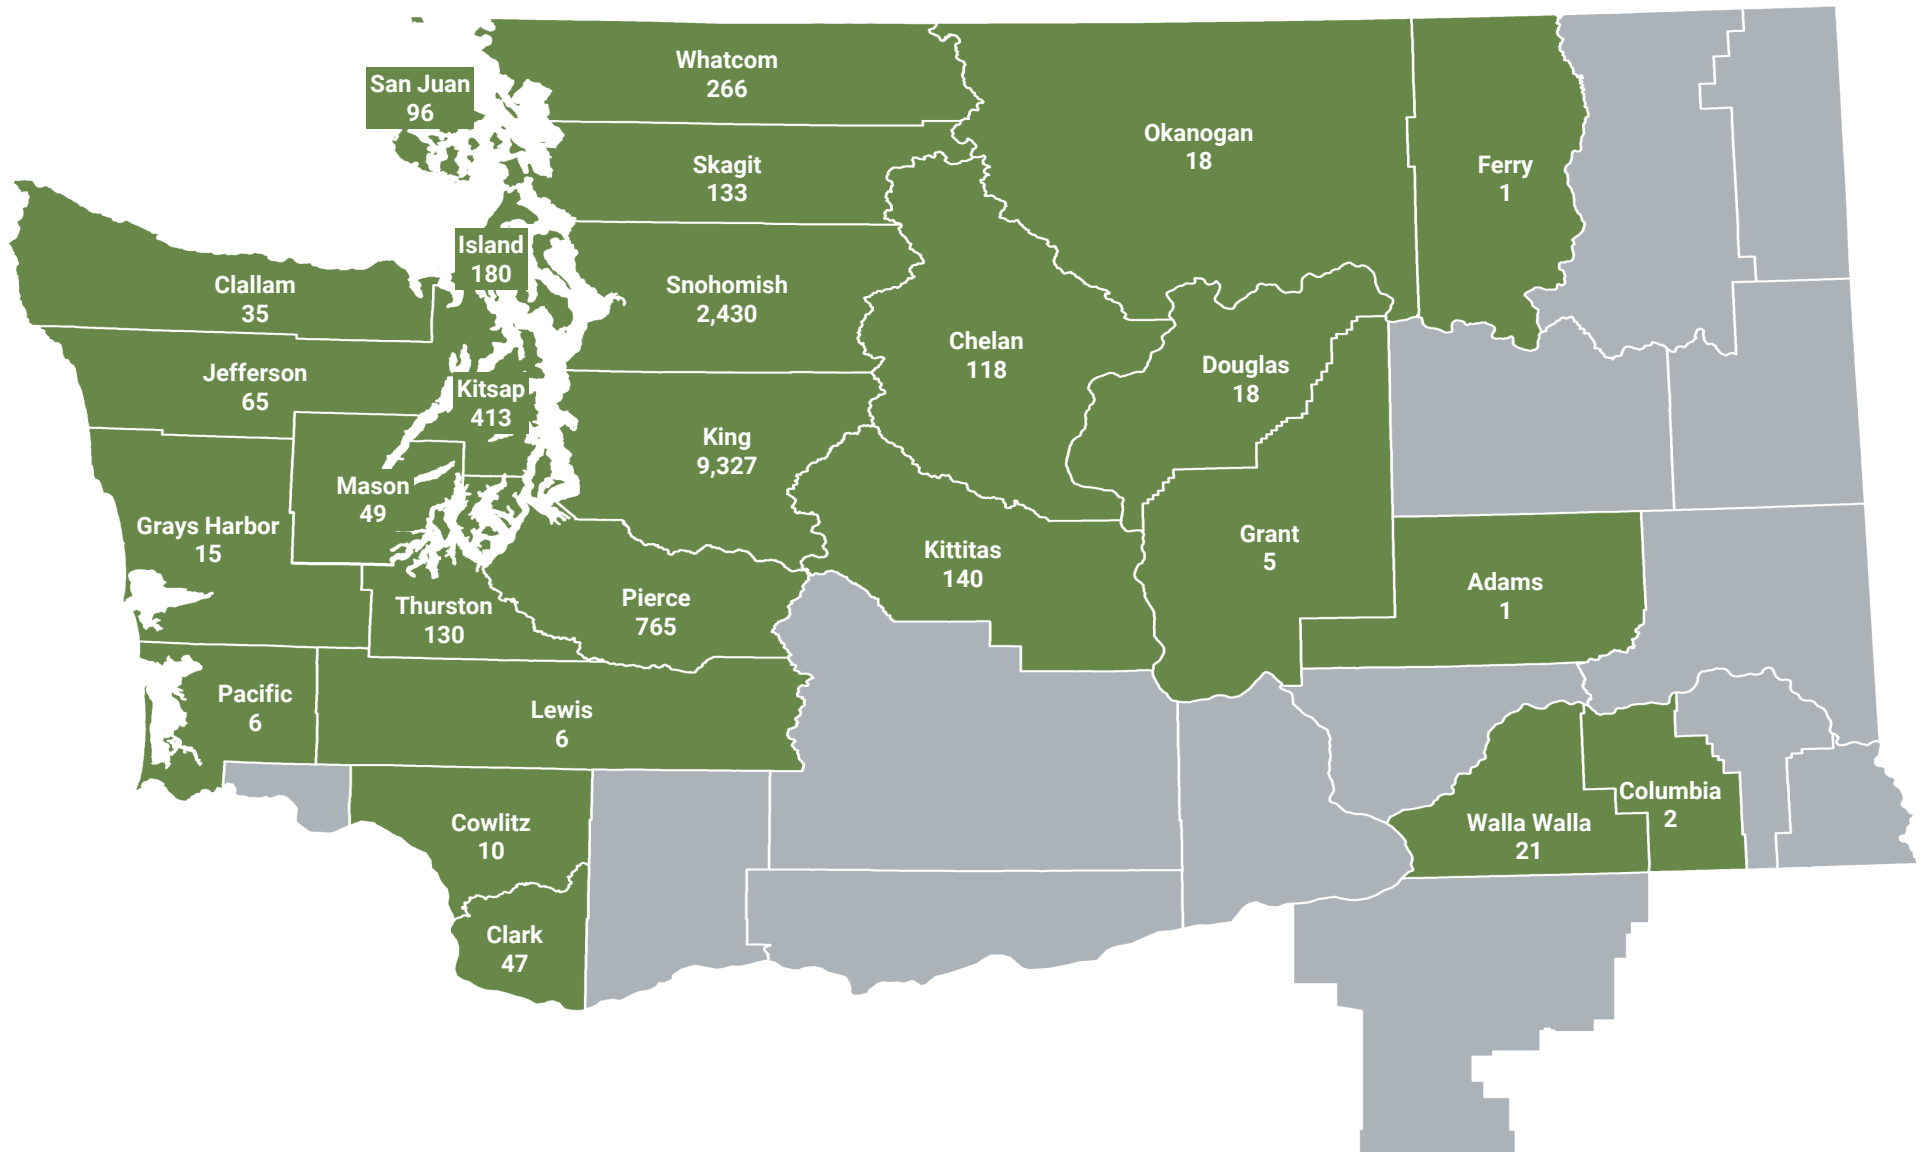 Whatcom
266
San Juan
96
Okanogan
18
Skagit
133
Ferry
1
Island
180
Clallam
35
Snohomish
2,430
Chelan
118
Douglas
18
Jefferson
65
Kitsap
413
King
9,327
Mason
49
Grays Harbor
15
Grant
5
Kittitas
140
Adams
1
Thurston
130
Pierce
765
Pacific
6
Lewis
6
Columbia
2
Cowlitz
10
Walla Walla
21
Clark
47